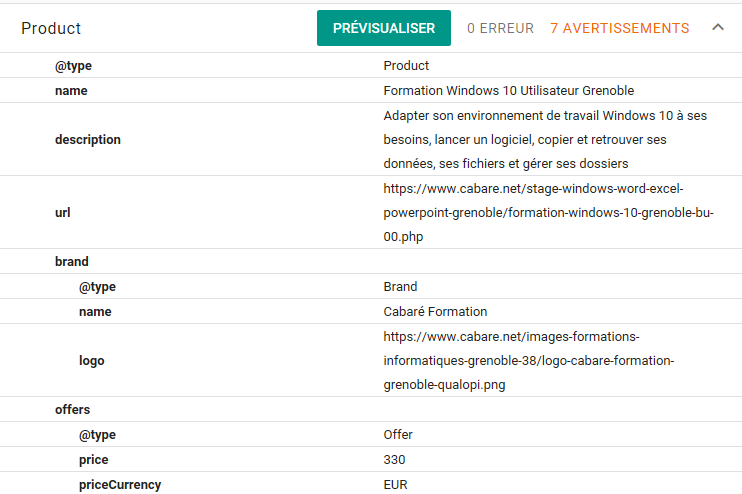 Product PRÉVISUALISER 0 ERREUR 7 AVERTISSEMENTS
@type Product
name Formation Windows 10 Utilisateur Grenoble
description Adapter son environnement de travail Windows 10 à ses
besoins, lancer un logiciel, copier et retrouver ses
données, ses fichiers et gérer ses dossiers
url https://www.cabare.net/stage-windows-word-excel-
powerpoint-grenoble/formation-windows-10-grenoble-bu-
00.php
brand
@type Brand
name Cabaré Formation
logo https://www.cabare.net/images-formations-
informatiques-grenoble-38/logo-cabare-formation-
grenoble-qualopi.png
offers
@type Offer
price 330
priceCurrency EUR